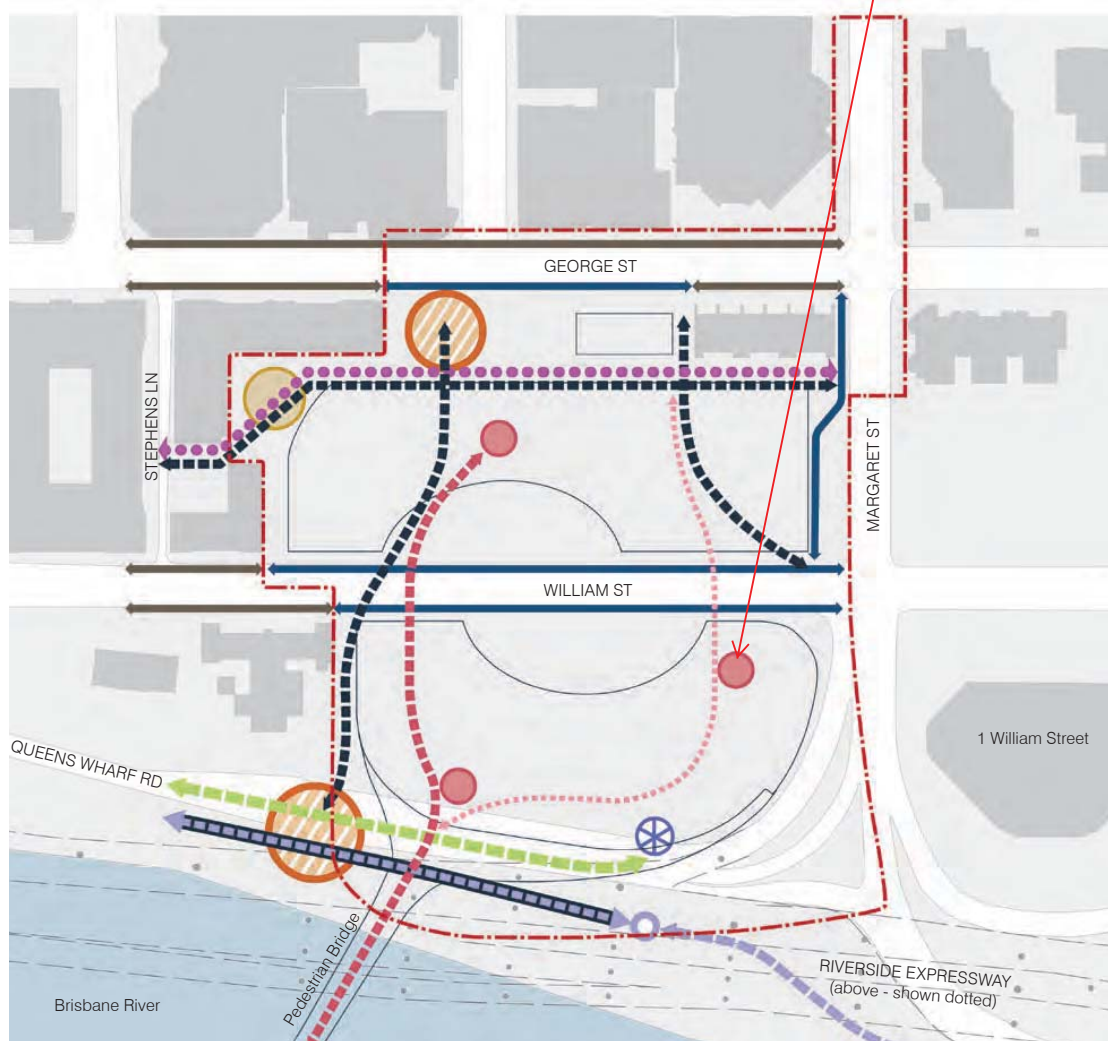 GEORGE ST
STEPHENS LN
MARGARET ST
WILLIAM ST
1 William Street
QUEENS WHARF RD
Pedestrian Bridge
RIVERSIDE EXPRESSWAY
(above - shown dotted)
Brisbane River